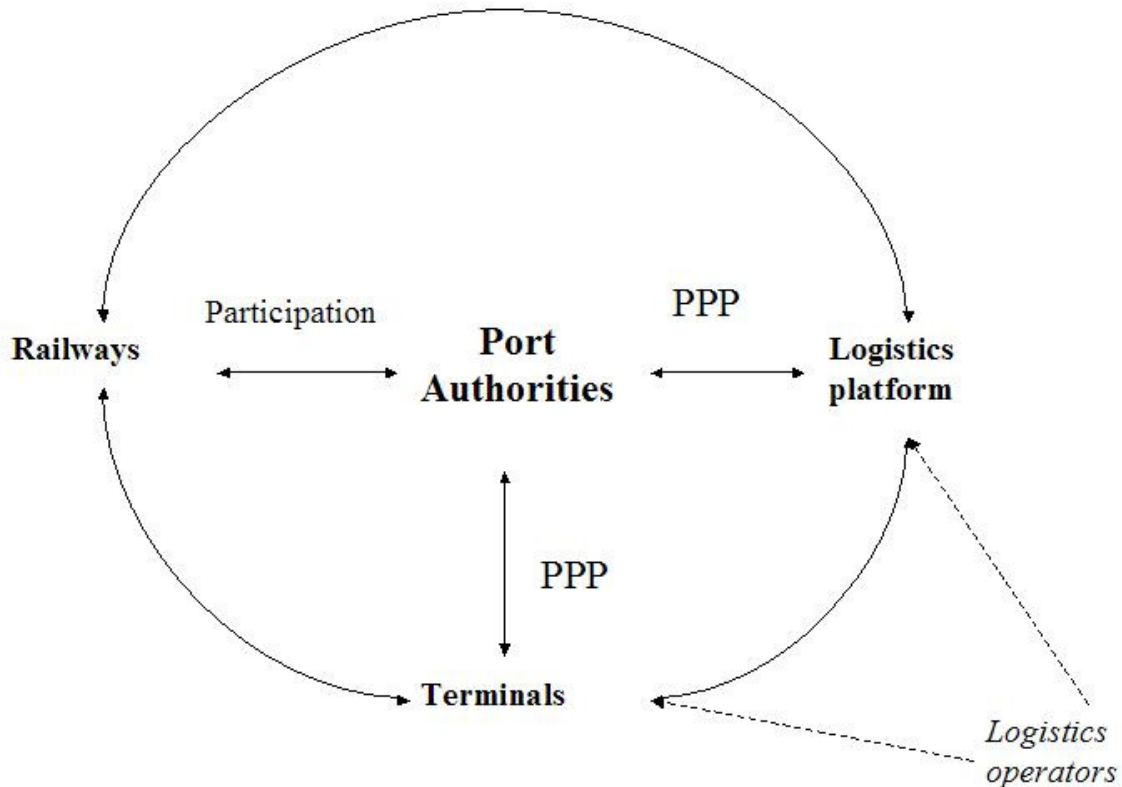 Participation
PPP
Railways
Port
Authorities
Logistics
platform
PPP
Terminals
Logistics
operators